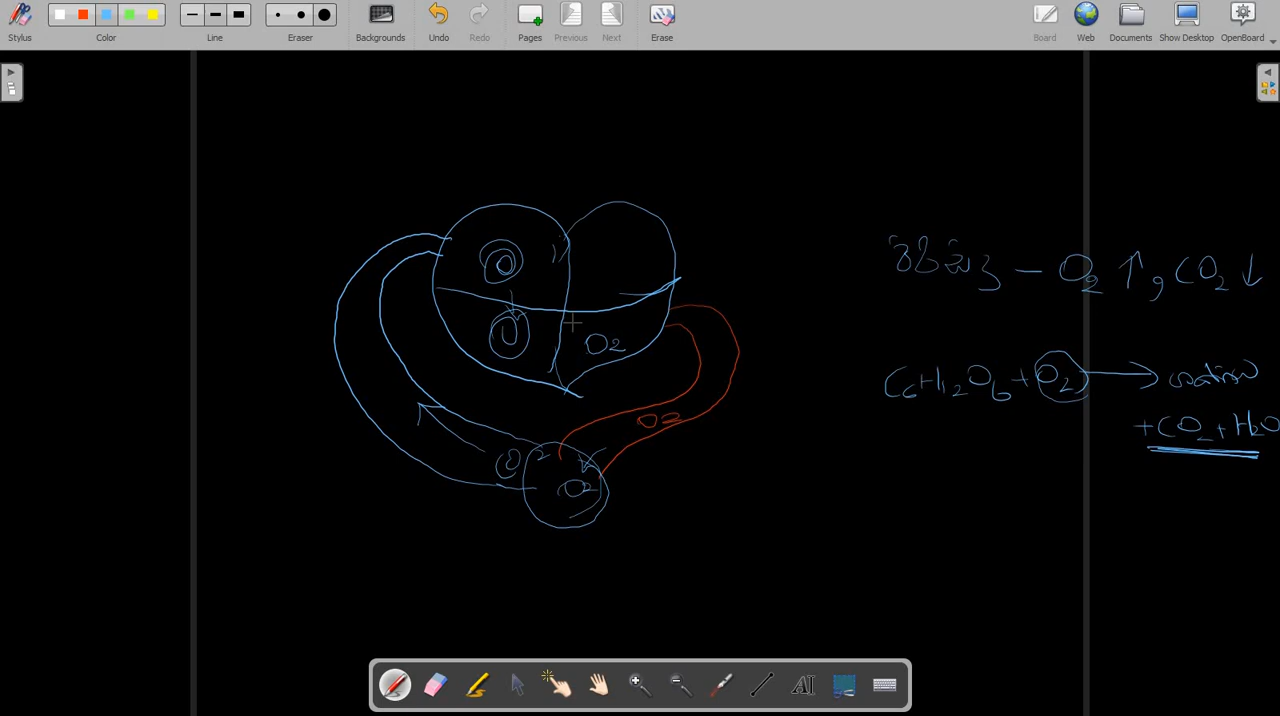 Stylus
Color
Line
Eraser
Backgrounds
Undo
Redo
Pages
Previous
Next
Erase
Board
Web
Documents
Show Desktop
OpenBoard
O2
O2
O2
— O2 ↑, CO2 ↓
C6H12O6 + O2 →
+ CO2 + H2O
AI